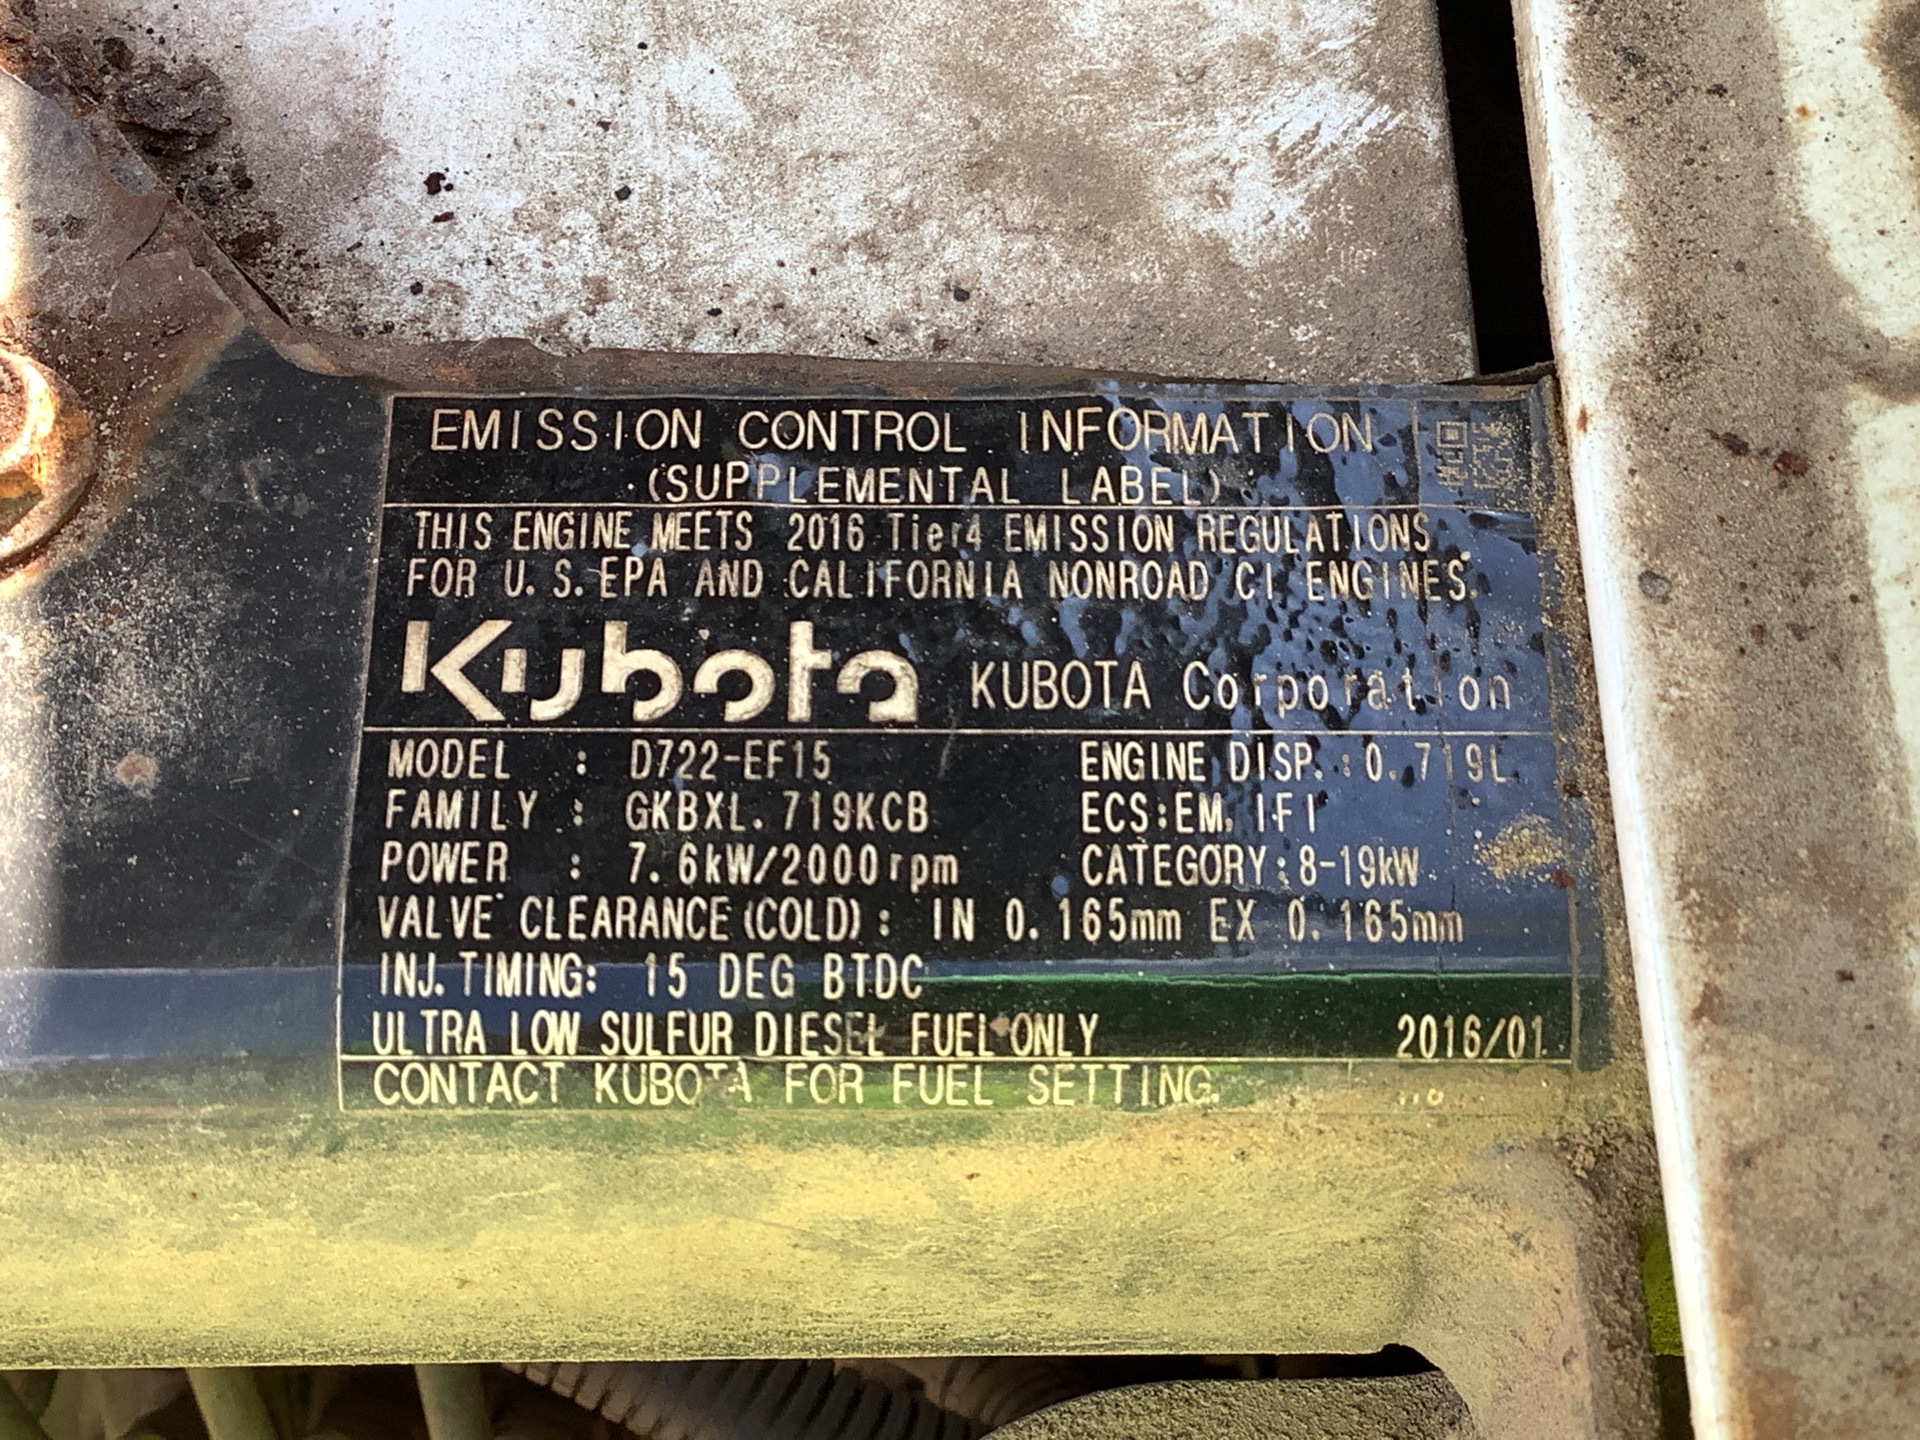 EMISSION CONTROL INFORMATION
(SUPPLEMENTAL LABEL)
THIS ENGINE MEETS 2016 Tier4 EMISSION REGULATIONS
FOR U.S.EPA AND CALIFORNIA NONROAD CI ENGINES.
Kubota KUBOTA Corporation
MODEL : D722-EF15 ENGINE DISP.:0.719L
FAMILY : GKBXL.719KCB ECS:EM,IFI
POWER : 7.6kW/2000rpm CATEGORY:8-19kW
VALVE CLEARANCE(COLD): IN 0.165mm EX 0.165mm
INJ.TIMING: 15 DEG BTDC
ULTRA LOW SULFUR DIESEL FUEL ONLY 2016/01
CONTACT KUBOTA FOR FUEL SETTING.